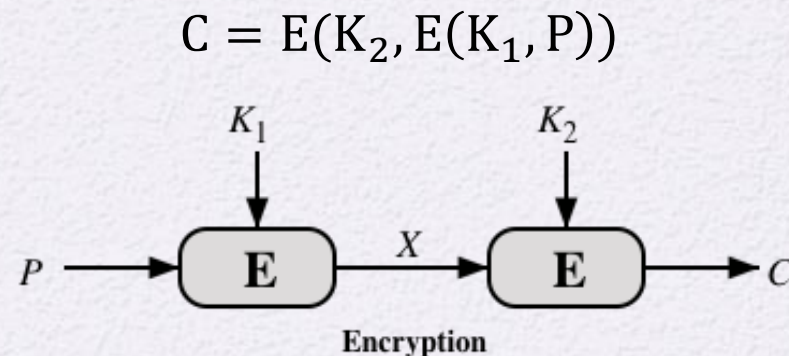 C = E(K₂, E(K₁, P))
K₁ K₂
P E X E C
Encryption